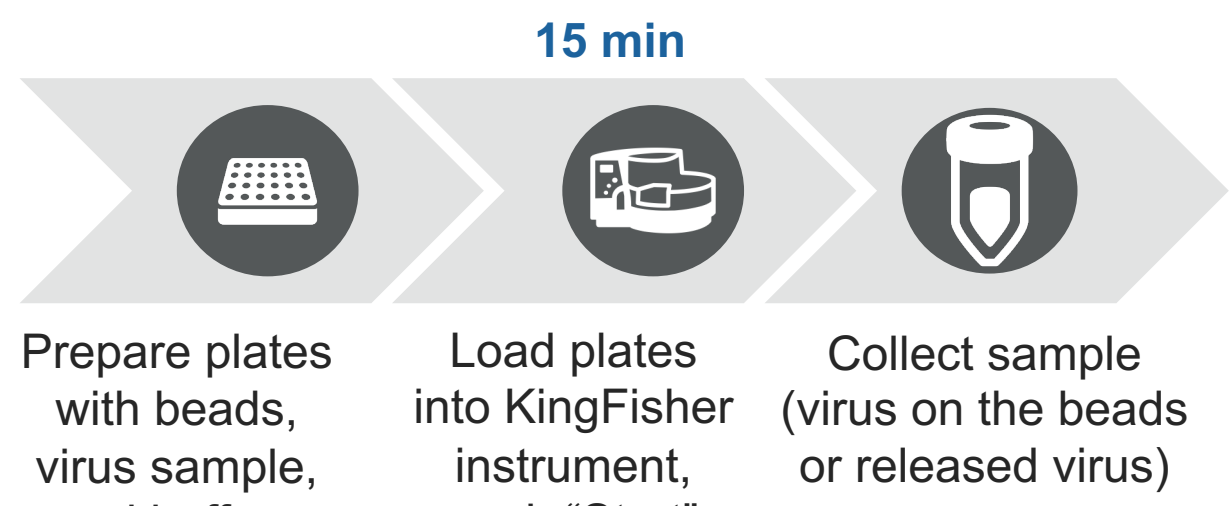 15 min
Prepare plates
with beads,
virus sample,
Load plates
into KingFisher
instrument,
“Start”
Collect sample
(virus on the beads
or released virus)